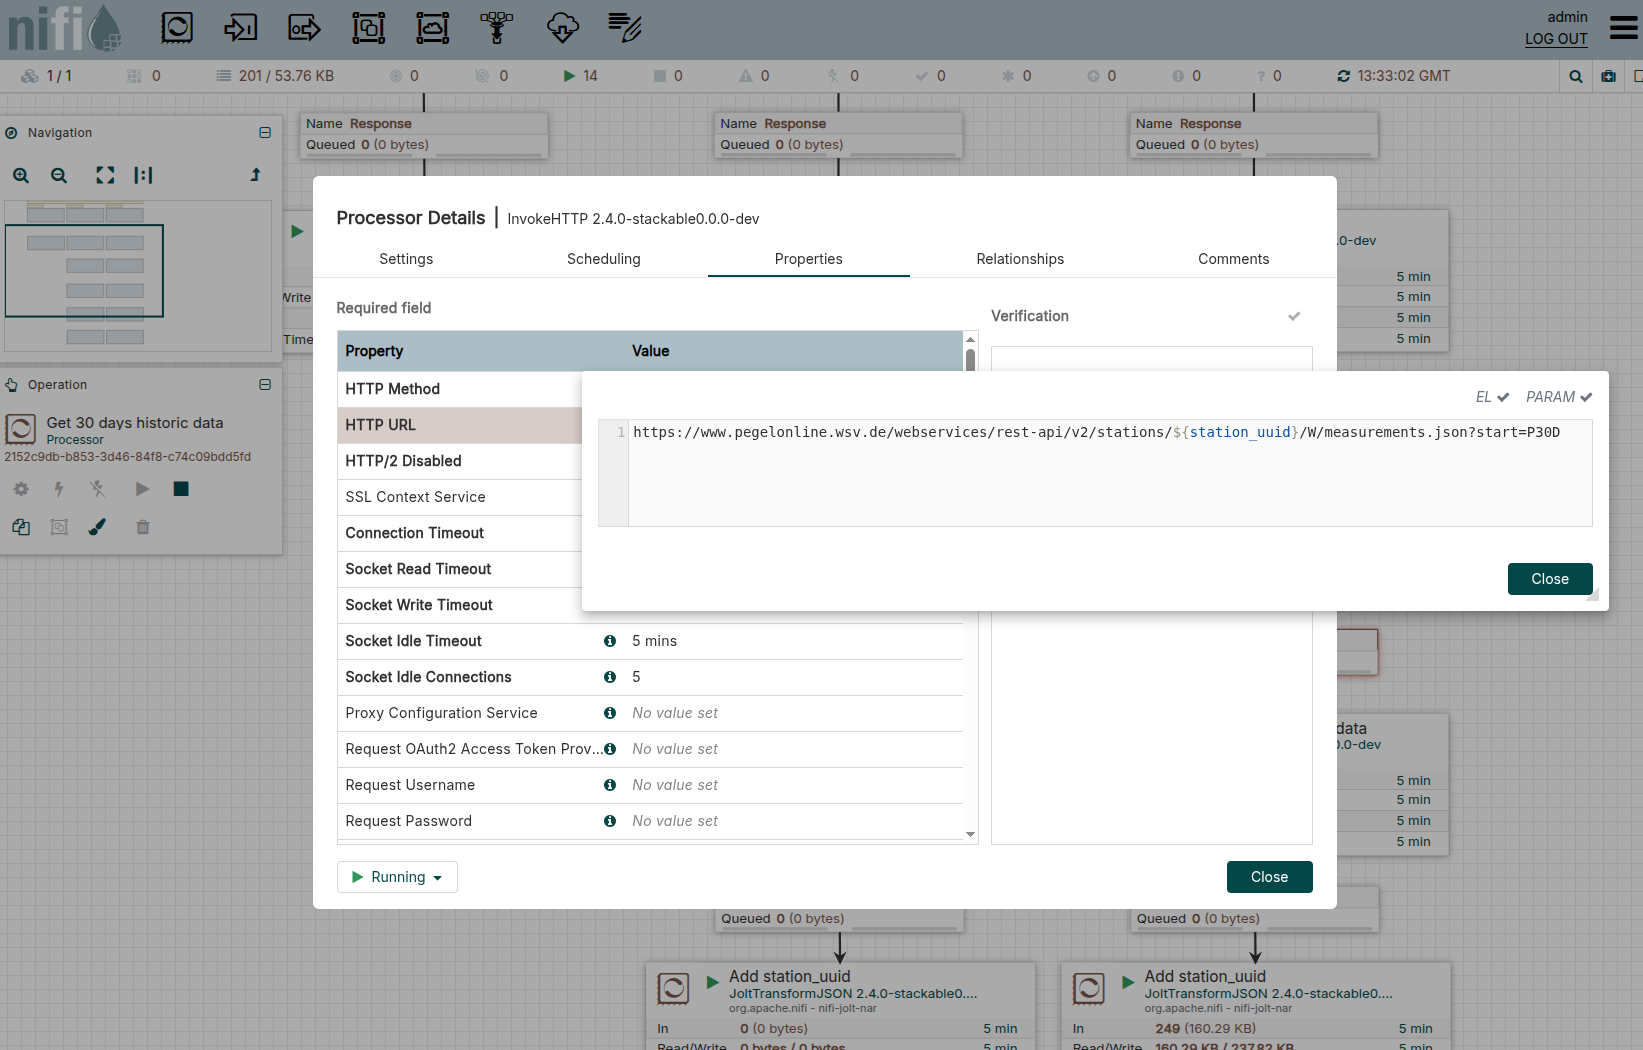 nifi
admin
LOG OUT
1 / 1
0
201 / 53.76 KB
0
0
14
0
0
0
0
0
0
0
0
13:33:02 GMT
Name Response
Queued 0 (0 bytes)
Name Response
Queued 0 (0 bytes)
Name Response
Queued 0 (0 bytes)
Navigation
Write
Time
Operation
Get 30 days historic data
Processor
2152c9db-b853-3d46-84f8-c74c09bdd5fd
Processor Details | InvokeHTTP 2.4.0-stackable0.0.0-dev
Settings
Scheduling
Properties
Relationships
Comments
Required field
Verification
Property
Value
HTTP Method
HTTP URL
HTTP/2 Disabled
SSL Context Service
Connection Timeout
Socket Read Timeout
Socket Write Timeout
Socket Idle Timeout
5 mins
Socket Idle Connections
5
Proxy Configuration Service
No value set
Request OAuth2 Access Token Prov...
No value set
Request Username
No value set
Request Password
No value set
EL
PARAM
1
https://www.pegelonline.wsv.de/webservices/rest-api/v2/stations/${station_uuid}/W/measurements.json?start=P30D
Close
Running
Close
.0-dev
5 min
5 min
5 min
5 min
data
0.0-dev
5 min
5 min
5 min
5 min
Queued 0 (0 bytes)
Queued 0 (0 bytes)
Add station_uuid
JoltTransformJSON 2.4.0-stackable0....
org.apache.nifi - nifi-jolt-nar
In
0 (0 bytes)
5 min
Read/Write
0 bytes / 0 bytes
5 min
Add station_uuid
JoltTransformJSON 2.4.0-stackable0....
org.apache.nifi - nifi-jolt-nar
In
249 (160.29 KB)
5 min
Read/Write
160.29 KB / 237.82 KB
5 min